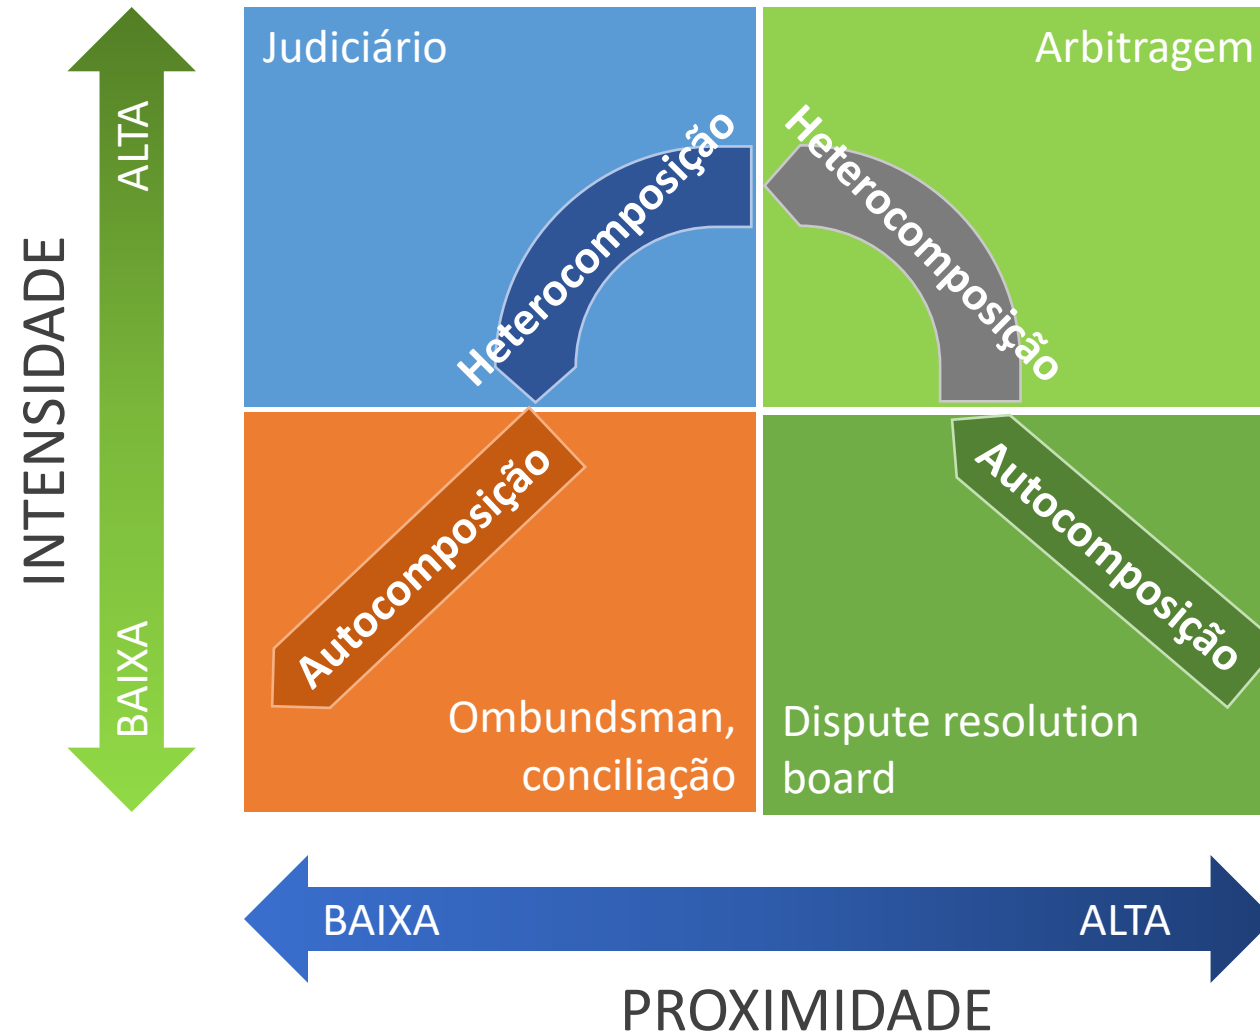 Judiciário
Arbitragem
Heterocomposição
Heterocomposição
ALTA
INTENSIDADE
BAIXA
Autocomposição
Autocomposição
Ombundsman,
conciliação
Dispute resolution
board
BAIXA
ALTA
PROXIMIDADE